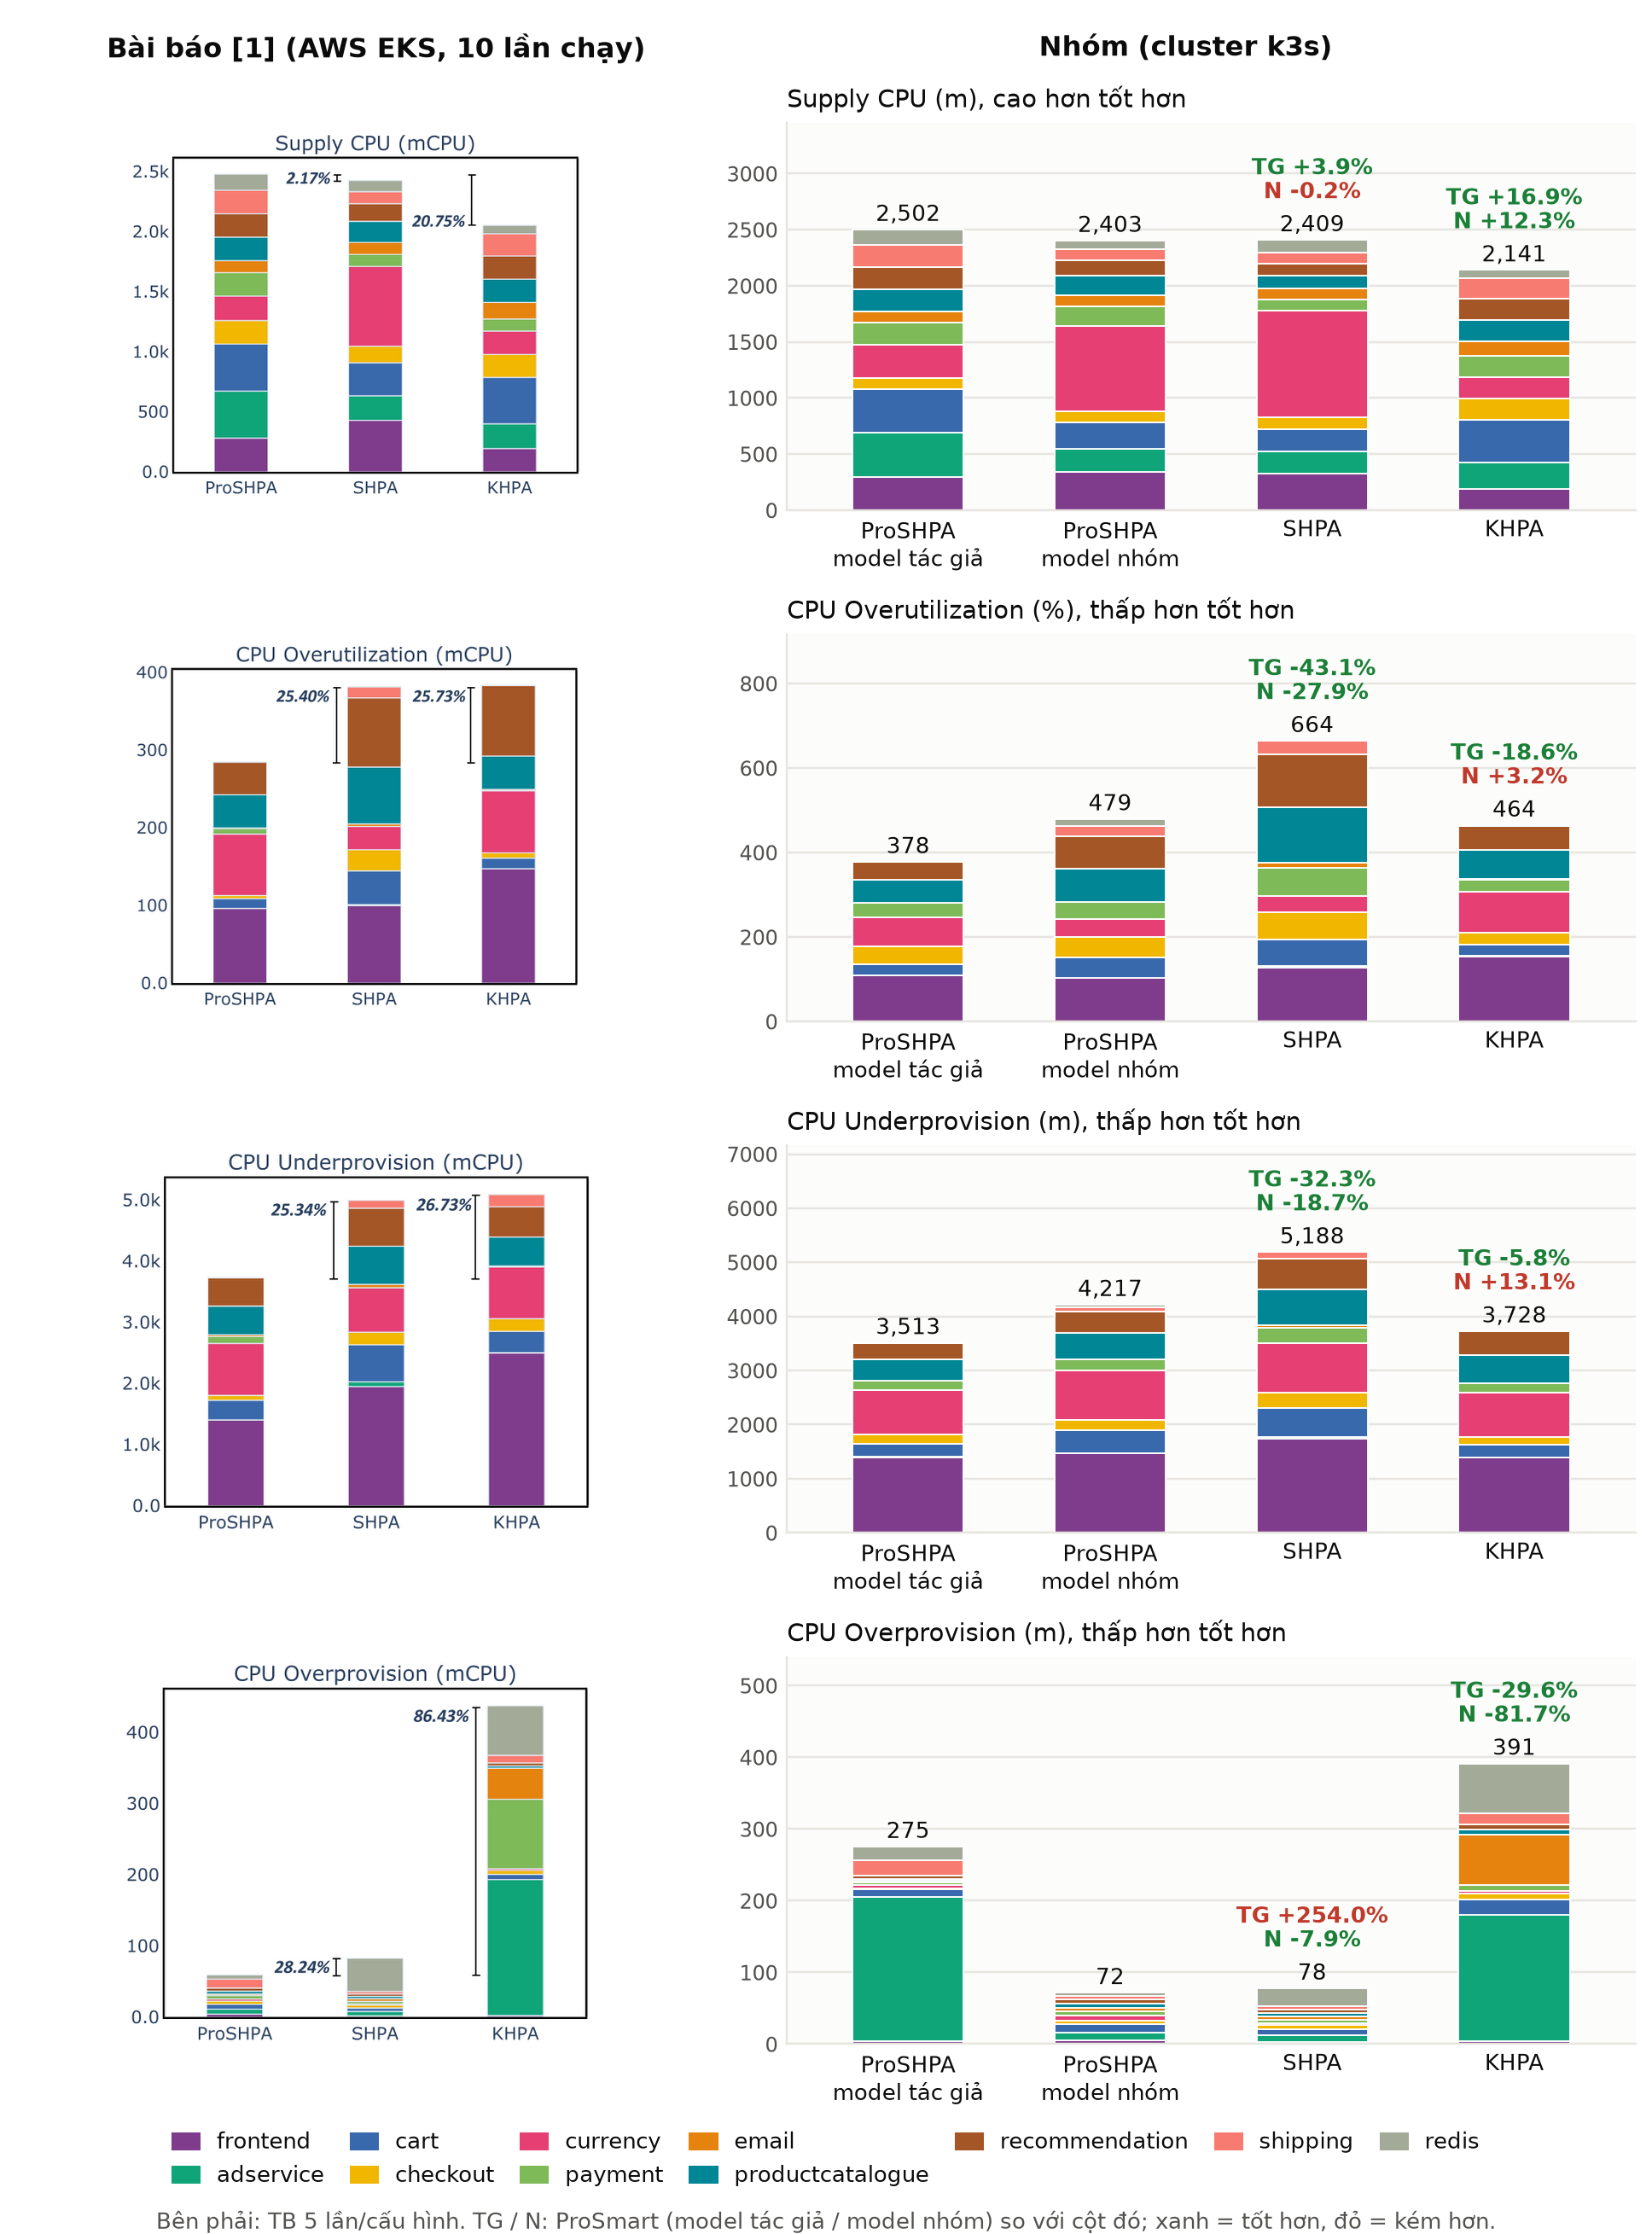 Bài báo [1] (AWS EKS, 10 lần chạy)
Nhóm (cluster k3s)
Supply CPU (mCPU)
2.5k
2.0k
1.5k
1.0k
500
0.0
2.17%
20.75%
ProSHPA SHPA KHPA
Supply CPU (m), cao hơn tốt hơn
3000
2500
2000
1500
1000
500
0
2,502
2,403
TG +3.9%
N -0.2%
2,409
TG +16.9%
N +12.3%
2,141
ProSHPA
model tác giả
ProSHPA
model nhóm
SHPA
KHPA
CPU Overutilization (mCPU)
400
300
200
100
0.0
25.40%
25.73%
ProSHPA SHPA KHPA
CPU Overutilization (%), thấp hơn tốt hơn
800
600
400
200
0
378
479
TG -43.1%
N -27.9%
664
TG -18.6%
N +3.2%
464
ProSHPA
model tác giả
ProSHPA
model nhóm
SHPA
KHPA
CPU Underprovision (mCPU)
5.0k
4.0k
3.0k
2.0k
1.0k
0.0
25.34%
26.73%
ProSHPA SHPA KHPA
CPU Underprovision (m), thấp hơn tốt hơn
7000
6000
5000
4000
3000
2000
1000
0
3,513
4,217
TG -32.3%
N -18.7%
5,188
TG -5.8%
N +13.1%
3,728
ProSHPA
model tác giả
ProSHPA
model nhóm
SHPA
KHPA
CPU Overprovision (mCPU)
400
300
200
100
0.0
28.24%
86.43%
ProSHPA SHPA KHPA
CPU Overprovision (m), thấp hơn tốt hơn
500
400
300
200
100
0
275
72
TG +254.0%
N -7.9%
78
TG -29.6%
N -81.7%
391
ProSHPA
model tác giả
ProSHPA
model nhóm
SHPA
KHPA
frontend cart currency email recommendation shipping redis
adservice checkout payment productcatalogue
Bên phải: TB 5 lần/cấu hình. TG / N: ProSmart (model tác giả / model nhóm) so với cột đó; xanh = tốt hơn, đỏ = kém hơn.